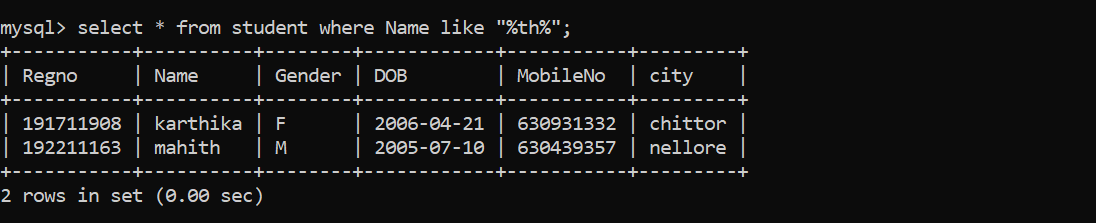 mysql> select * from student where Name like "%th%";
+-----------+----------+--------+------------+-----------+---------+
| Regno     | Name     | Gender | DOB        | MobileNo  | city    |
+-----------+----------+--------+------------+-----------+---------+
| 191711908 | karthika | F      | 2006-04-21 | 630931332 | chittor |
| 192211163 | mahith   | M      | 2005-07-10 | 630439357 | nellore |
+-----------+----------+--------+------------+-----------+---------+
2 rows in set (0.00 sec)